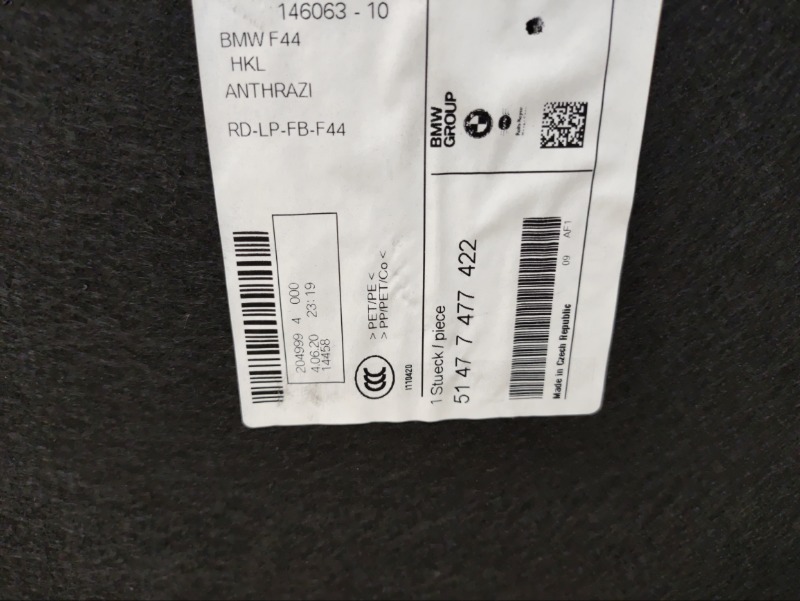 146063 - 10
BMW F44
HKL
ANTHRAZI
RD-LP-FB-F44
204999 4 000
4.06.20 23:19
14458
> PET/PE <
> PP/PET/Co <
CCC
I110420
BMW
GROUP
1 Stueck / piece
51 47 7 477 422
09 AF1
Made in Czech Republic